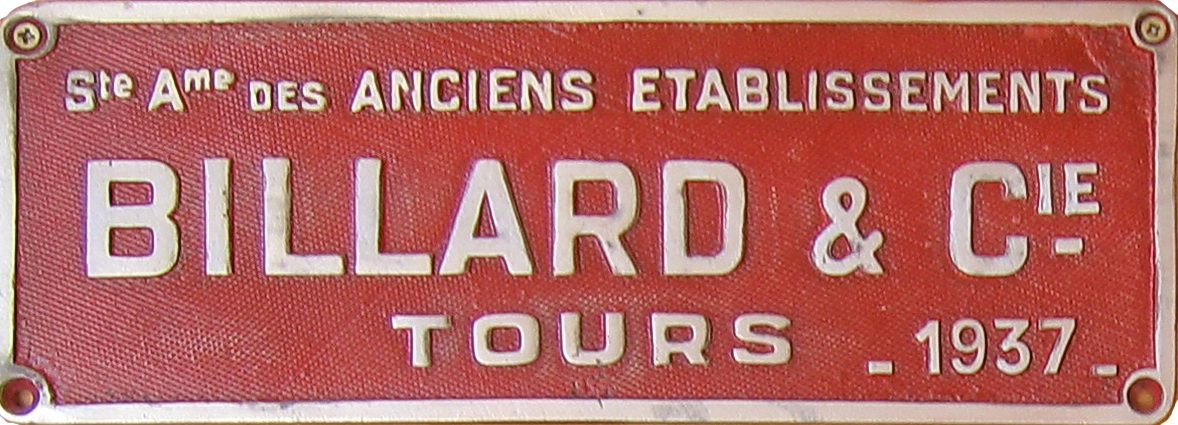 Ste Ame DES ANCIENS ETABLISSEMENTS
BILLARD & CIE
TOURS
- 1937 -